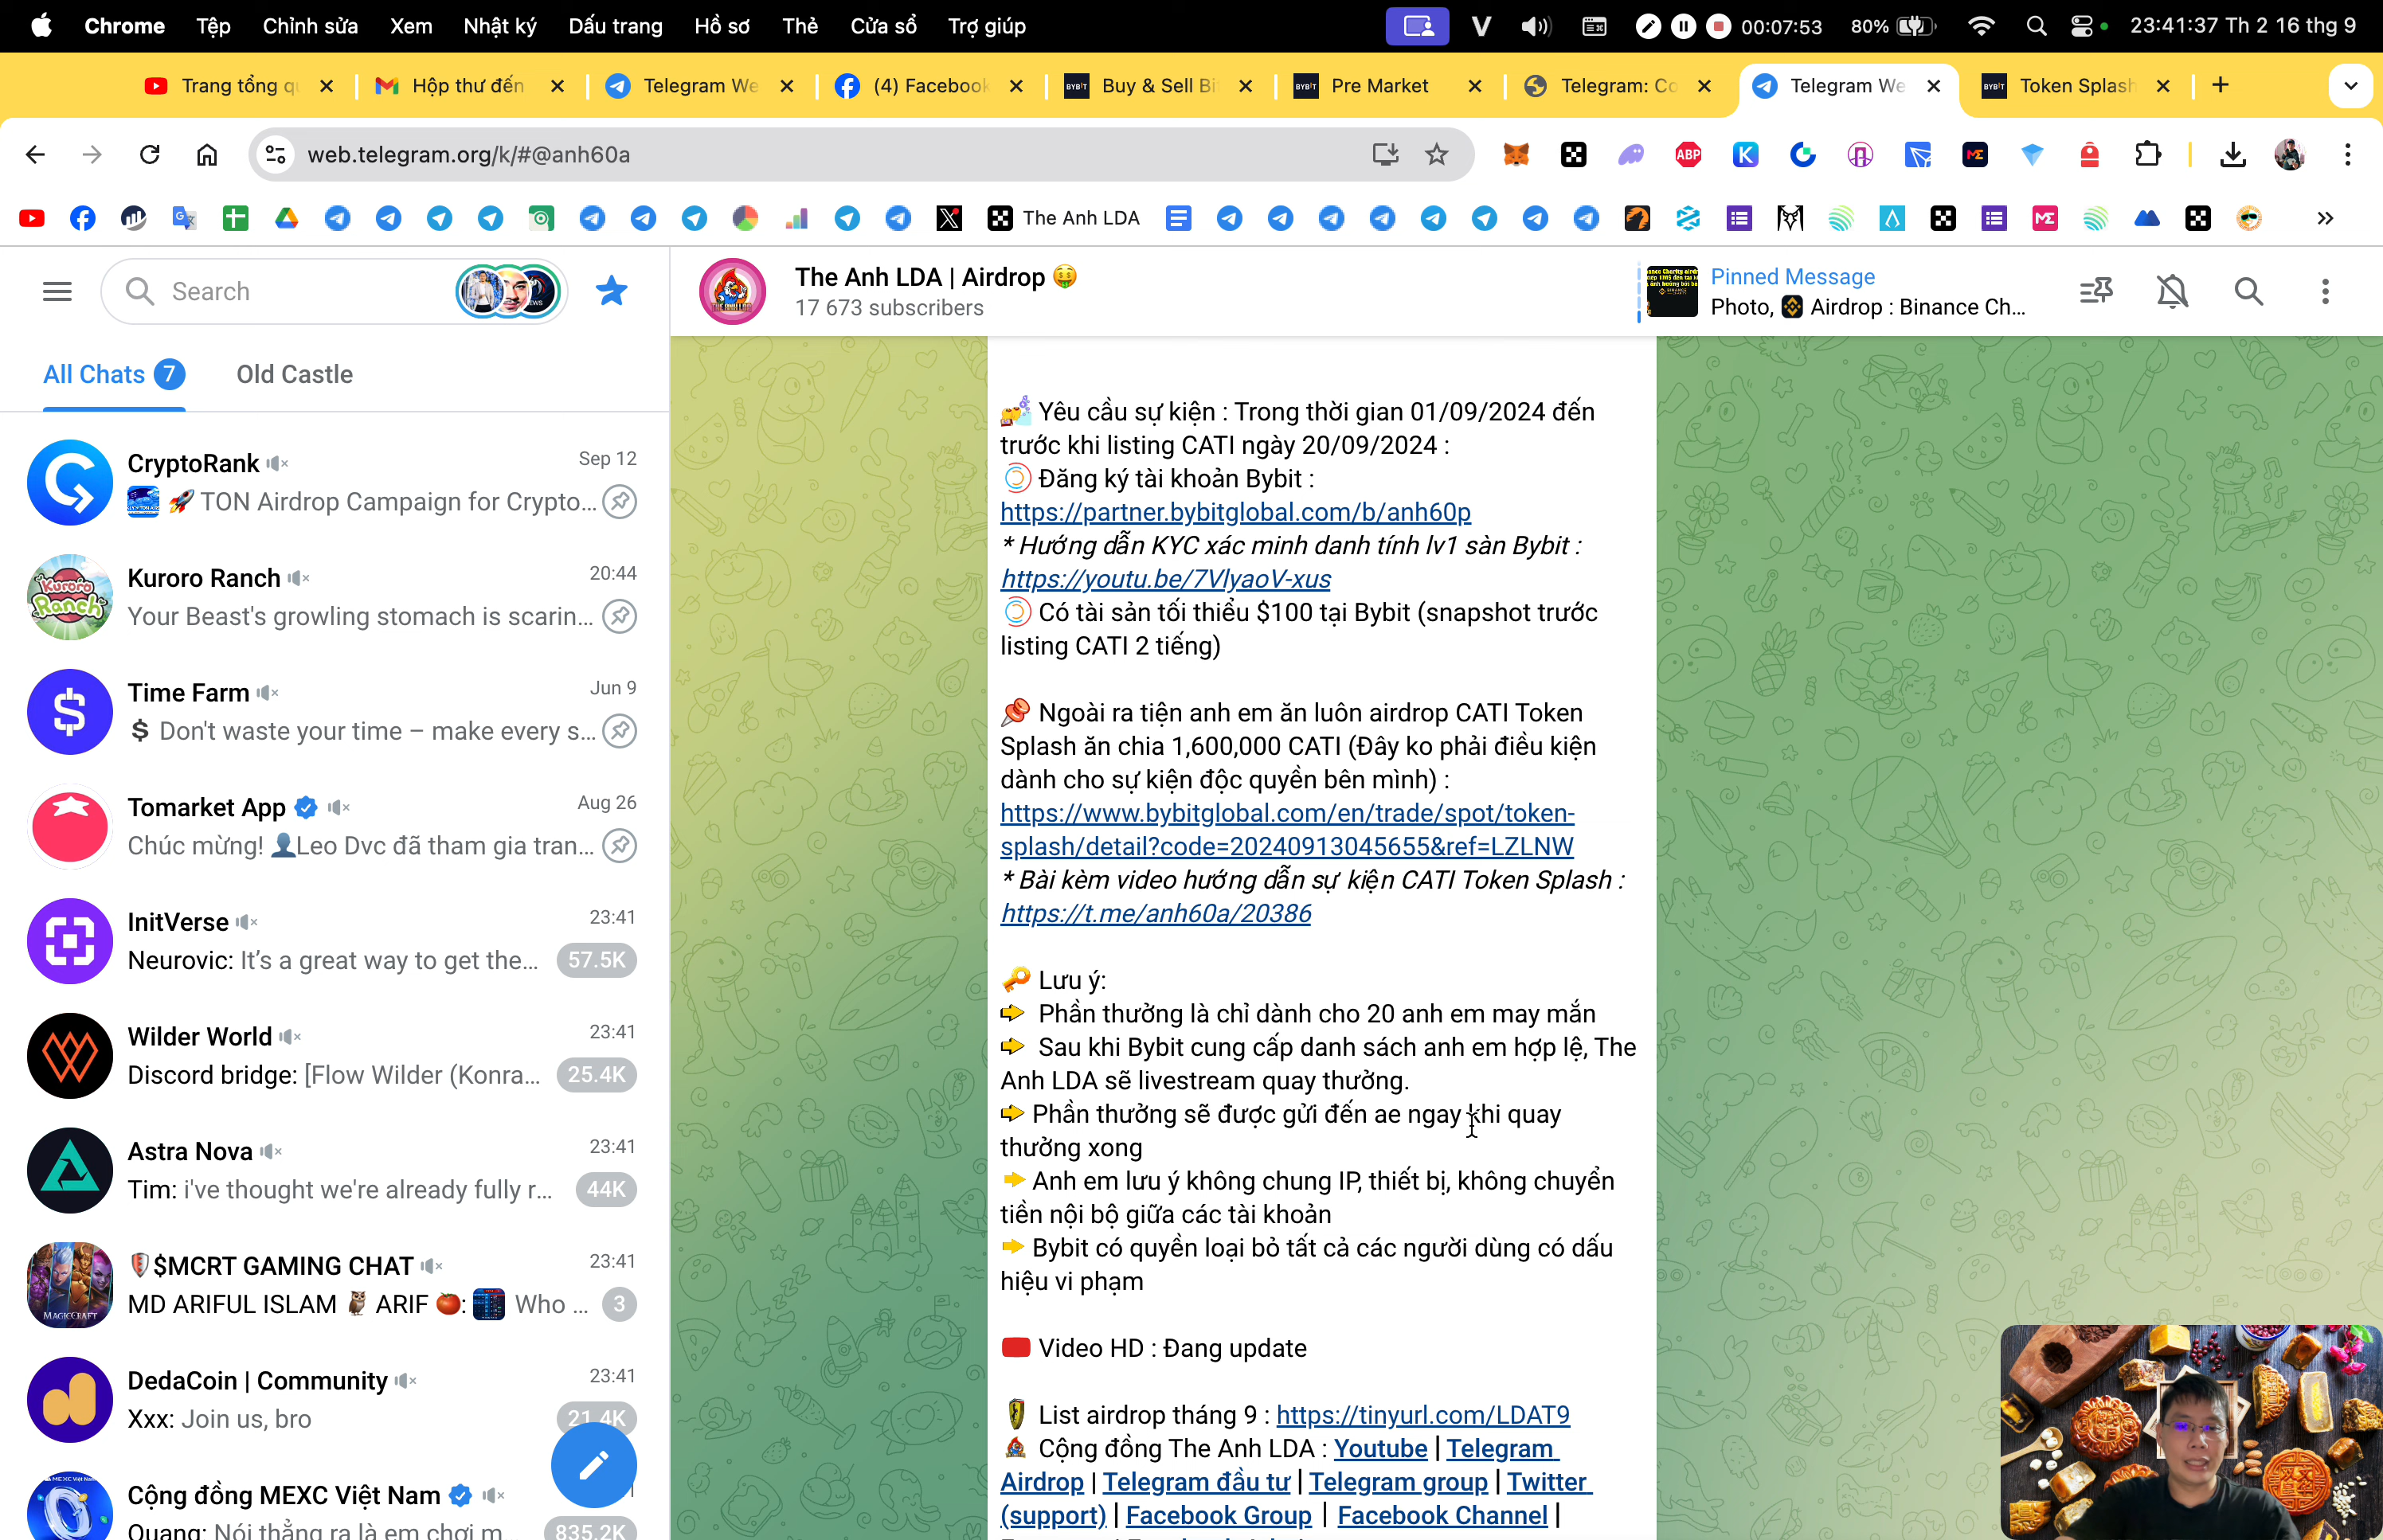 Chrome Tệp Chỉnh sửa Xem Nhật ký Dấu trang Hồ sơ Thẻ Cửa sổ Trợ giúp 00:07:53 80% 23:41:37 Th 2 16 thg 9
Trang tổng q Hộp thư đến Telegram We (4) Facebook Buy & Sell Bi Pre Market Telegram: Co Telegram We Token Splash
web.telegram.org/k/#@anh60a
The Anh LDA
Search
The Anh LDA | Airdrop
17 673 subscribers
Pinned Message
Photo, Airdrop : Binance Ch...
All Chats 7 Old Castle
CryptoRank Sep 12
TON Airdrop Campaign for Crypto...
Kuroro Ranch 20:44
Your Beast's growling stomach is scarin...
Time Farm Jun 9
Don't waste your time – make every s...
Tomarket App Aug 26
Chúc mừng! Leo Dvc đã tham gia tran...
InitVerse 23:41
Neurovic: It's a great way to get the... 57.5K
Wilder World 23:41
Discord bridge: [Flow Wilder (Konra... 25.4K
Astra Nova 23:41
Tim: i've thought we're already fully r... 44K
$MCRT GAMING CHAT 23:41
MD ARIFUL ISLAM ARIF : Who ... 3
DedaCoin | Community 23:41
Xxx: Join us, bro 21.4K
Cộng đồng MEXC Việt Nam
Quang: Nói thẳng ra là em chơi m... 835.2K
Yêu cầu sự kiện : Trong thời gian 01/09/2024 đến
trước khi listing CATI ngày 20/09/2024 :
Đăng ký tài khoản Bybit :
https://partner.bybitglobal.com/b/anh60p
* Hướng dẫn KYC xác minh danh tính lv1 sàn Bybit :
https://youtu.be/7VlyaoV-xus
Có tài sản tối thiểu $100 tại Bybit (snapshot trước
listing CATI 2 tiếng)
Ngoài ra tiện anh em ăn luôn airdrop CATI Token
Splash ăn chia 1,600,000 CATI (Đây ko phải điều kiện
dành cho sự kiện độc quyền bên mình) :
https://www.bybitglobal.com/en/trade/spot/token-
splash/detail?code=20240913045655&ref=LZLNW
* Bài kèm video hướng dẫn sự kiện CATI Token Splash :
https://t.me/anh60a/20386
Lưu ý:
Phần thưởng là chỉ dành cho 20 anh em may mắn
Sau khi Bybit cung cấp danh sách anh em hợp lệ, The
Anh LDA sẽ livestream quay thưởng.
Phần thưởng sẽ được gửi đến ae ngay khi quay
thưởng xong
Anh em lưu ý không chung IP, thiết bị, không chuyển
tiền nội bộ giữa các tài khoản
Bybit có quyền loại bỏ tất cả các người dùng có dấu
hiệu vi phạm
Video HD : Đang update
List airdrop tháng 9 : https://tinyurl.com/LDAT9
Cộng đồng The Anh LDA : Youtube | Telegram
Airdrop | Telegram đầu tư | Telegram group | Twitter
(support) | Facebook Group | Facebook Channel |